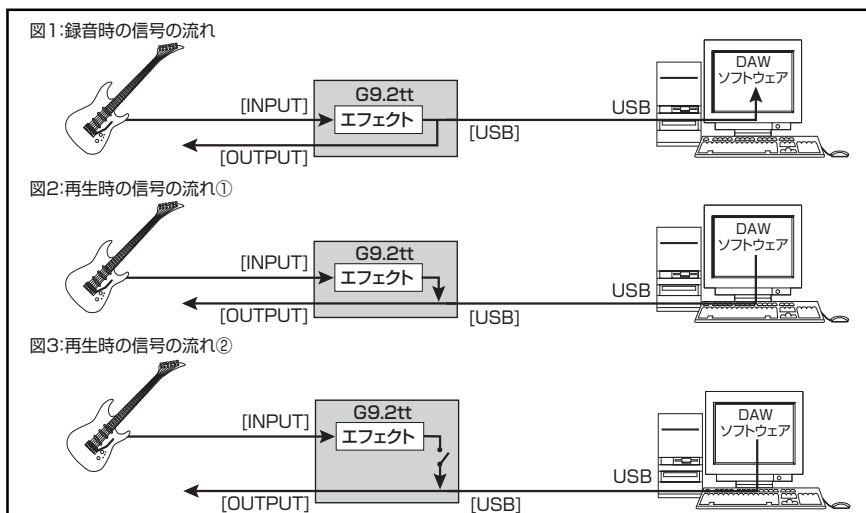 図1:録音時の信号の流れ
G9.2tt
DAW
ソフトウェア
[INPUT]
エフェクト
USB
[USB]
[OUTPUT]
図2:再生時の信号の流れ①
G9.2tt
DAW
ソフトウェア
[INPUT]
エフェクト
USB
[OUTPUT]
[USB]
図3:再生時の信号の流れ②
G9.2tt
DAW
ソフトウェア
[INPUT]
エフェクト
USB
[OUTPUT]
[USB]